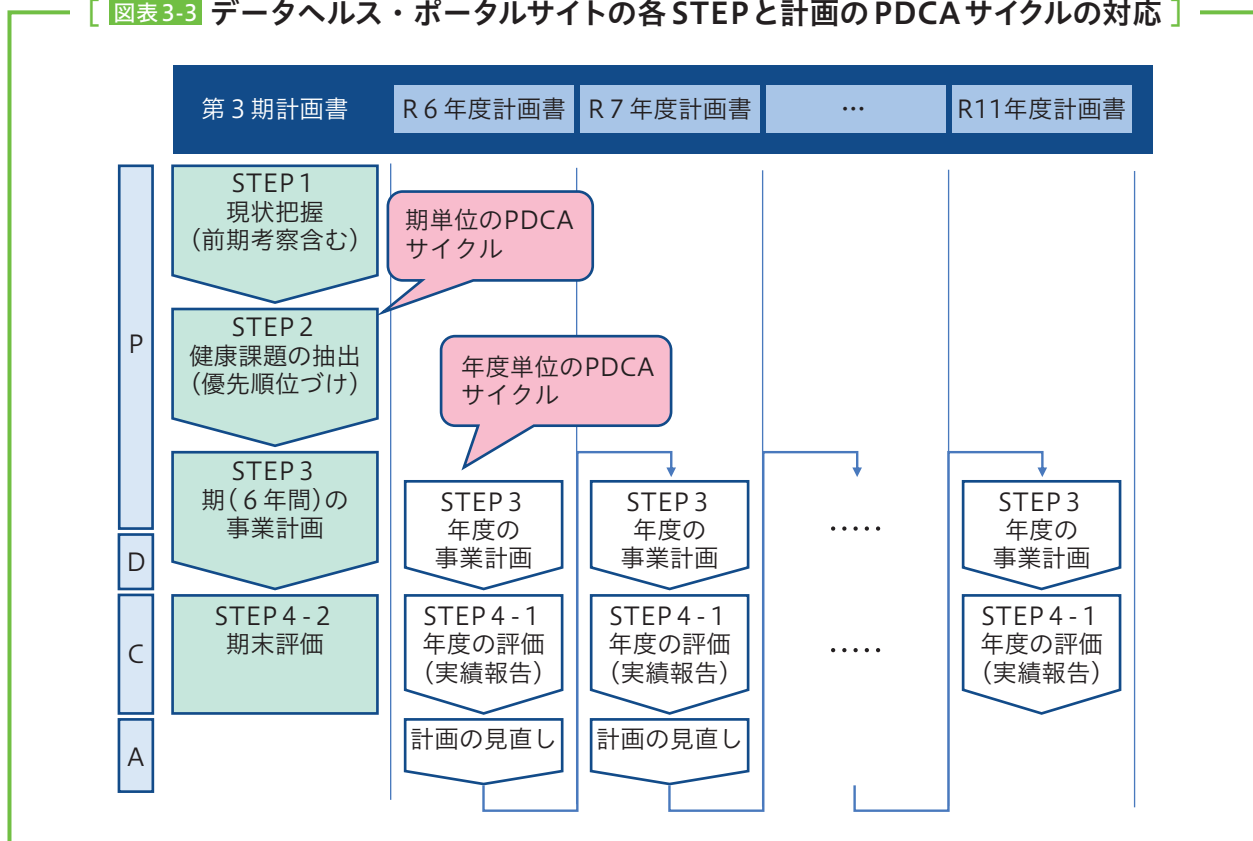 [ 図表3-3 データヘルス・ポータルサイトの各STEPと計画のPDCAサイクルの対応 ]
第3期計画書
R6年度計画書
R7年度計画書
…
R11年度計画書
P
D
C
A
STEP1
現状把握
(前期考察含む)
STEP2
健康課題の抽出
(優先順位づけ)
STEP3
期(6年間)の
事業計画
STEP4-2
期末評価
期単位のPDCA
サイクル
年度単位のPDCA
サイクル
STEP3
年度の
事業計画
STEP4-1
年度の評価
(実績報告)
計画の見直し
STEP3
年度の
事業計画
STEP4-1
年度の評価
(実績報告)
計画の見直し
.....
.....
STEP3
年度の
事業計画
STEP4-1
年度の評価
(実績報告)